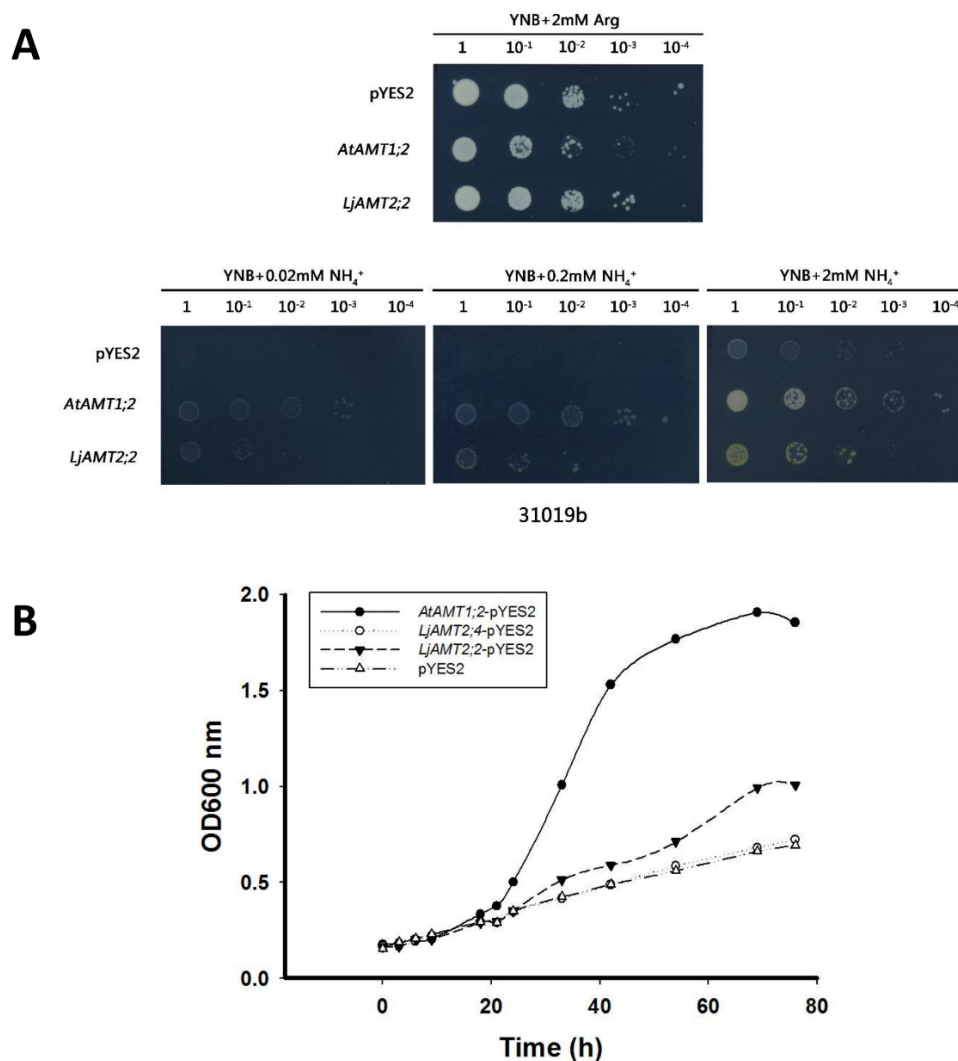 A
YNB+2mM Arg
1 10⁻¹ 10⁻² 10⁻³ 10⁻⁴
pYES2
AtAMT1;2
LjAMT2;2
YNB+0.02mM NH₄⁺ YNB+0.2mM NH₄⁺ YNB+2mM NH₄⁺
1 10⁻¹ 10⁻² 10⁻³ 10⁻⁴ 1 10⁻¹ 10⁻² 10⁻³ 10⁻⁴ 1 10⁻¹ 10⁻² 10⁻³ 10⁻⁴
pYES2
AtAMT1;2
LjAMT2;2
31019b
B
AtAMT1;2-pYES2
LjAMT2;4-pYES2
LjAMT2;2-pYES2
pYES2
2.0
1.5
1.0
0.5
0.0
OD600 nm
0 20 40 60 80
Time (h)